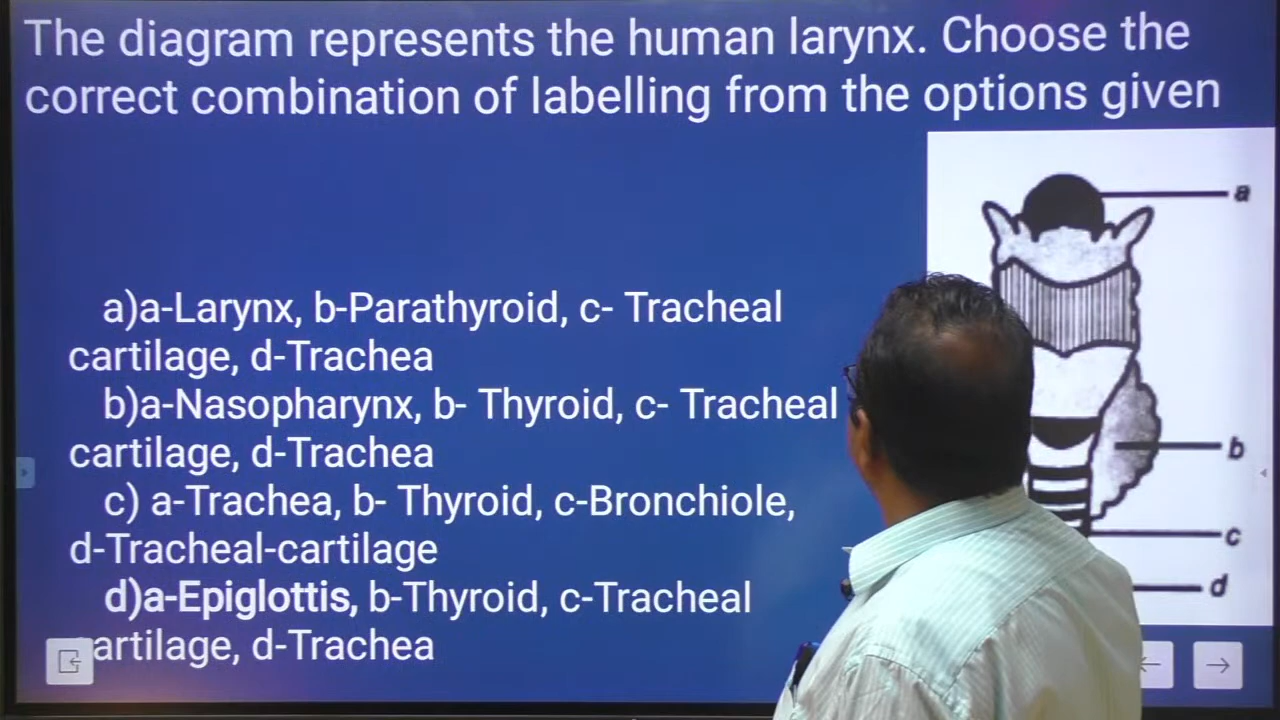 The diagram represents the human larynx. Choose the
correct combination of labelling from the options given
a
a)a-Larynx, b-Parathyroid, c- Tracheal
cartilage, d-Trachea
b)a-Nasopharynx, b- Thyroid, c- Tracheal
cartilage, d-Trachea
b
c) a-Trachea, b- Thyroid, c-Bronchiole,
c
d-Tracheal-cartilage
d
d)a-Epiglottis, b-Thyroid, c-Tracheal
artilage, d-Trachea